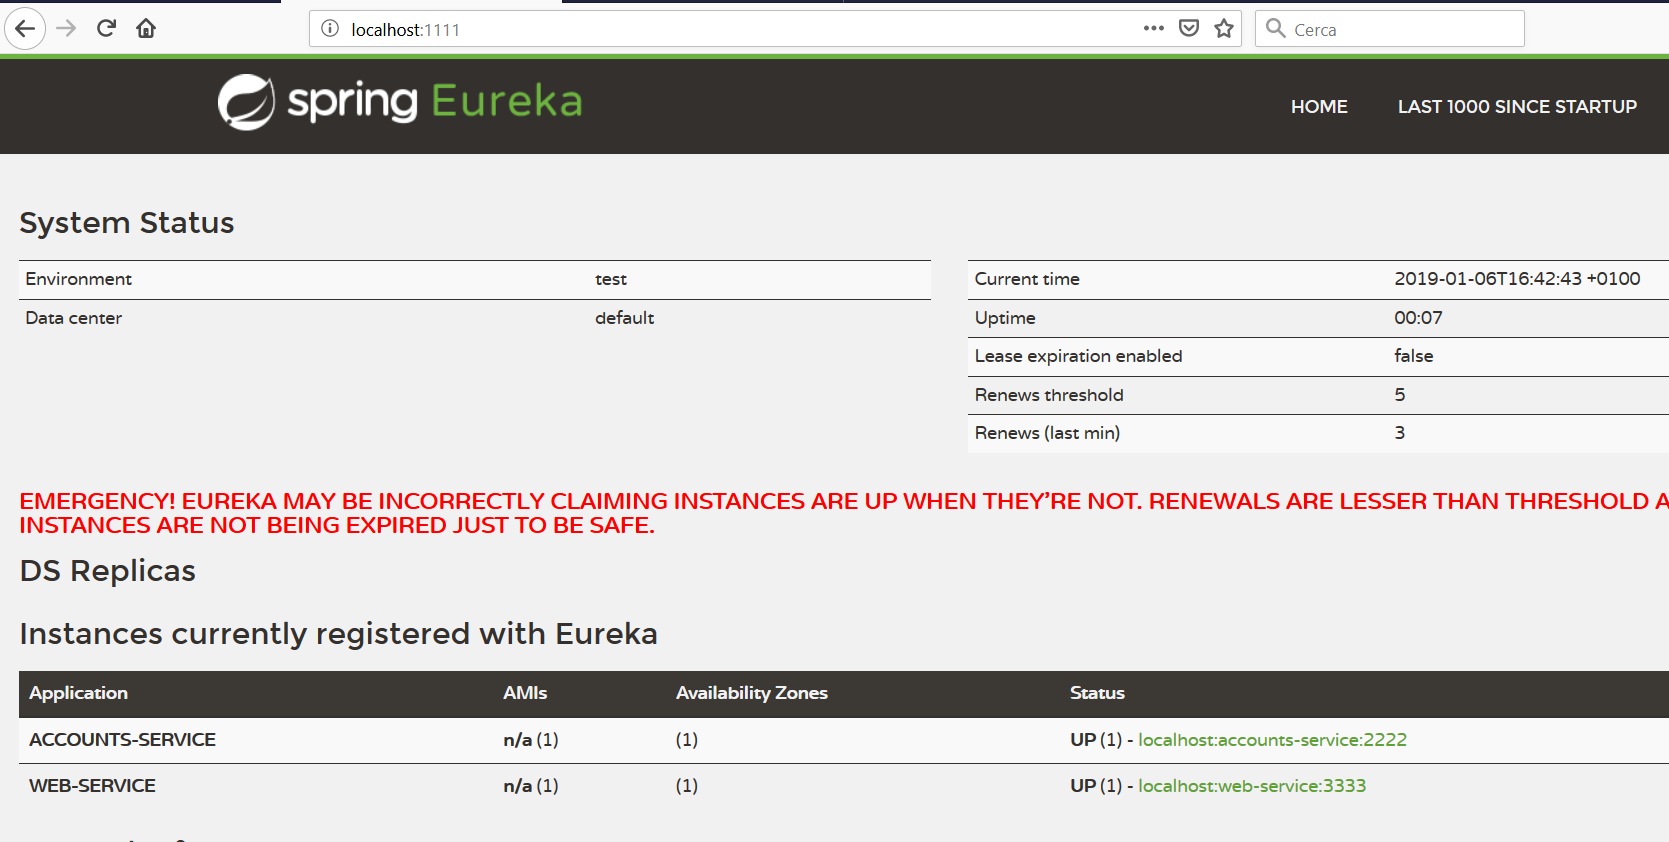 localhost:1111
Cerca
spring Eureka
HOME LAST 1000 SINCE STARTUP
System Status
Environment test
Data center default
Current time 2019-01-06T16:42:43 +0100
Uptime 00:07
Lease expiration enabled false
Renews threshold 5
Renews (last min) 3
EMERGENCY! EUREKA MAY BE INCORRECTLY CLAIMING INSTANCES ARE UP WHEN THEY'RE NOT. RENEWALS ARE LESSER THAN THRESHOLD
INSTANCES ARE NOT BEING EXPIRED JUST TO BE SAFE.
DS Replicas
Instances currently registered with Eureka
Application AMIs Availability Zones Status
ACCOUNTS-SERVICE n/a (1) (1) UP (1) - localhost:accounts-service:2222
WEB-SERVICE n/a (1) (1) UP (1) - localhost:web-service:3333